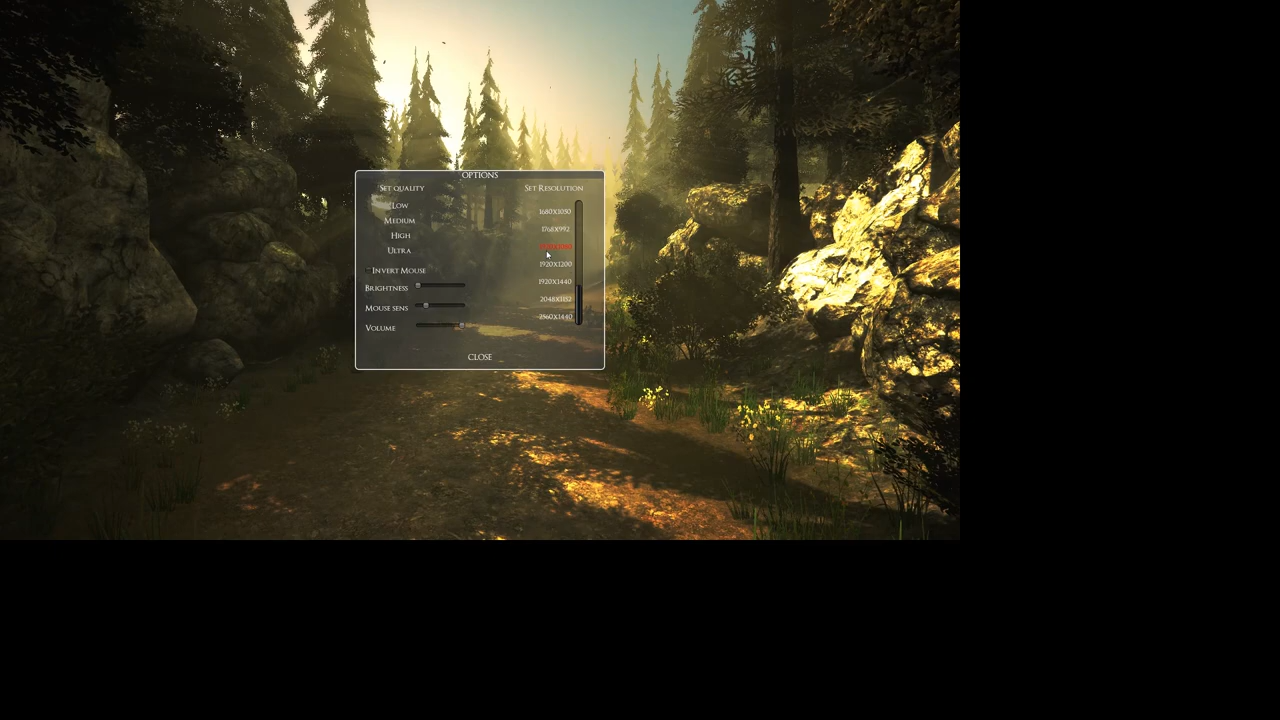 OPTIONS
SET QUALITY
LOW
MEDIUM
HIGH
ULTRA
INVERT MOUSE
BRIGHTNESS
MOUSE SENS
VOLUME
SET RESOLUTION
1680X1050
1768X992
1920X1200
1920X1440
2048X1152
2560X1440
CLOSE